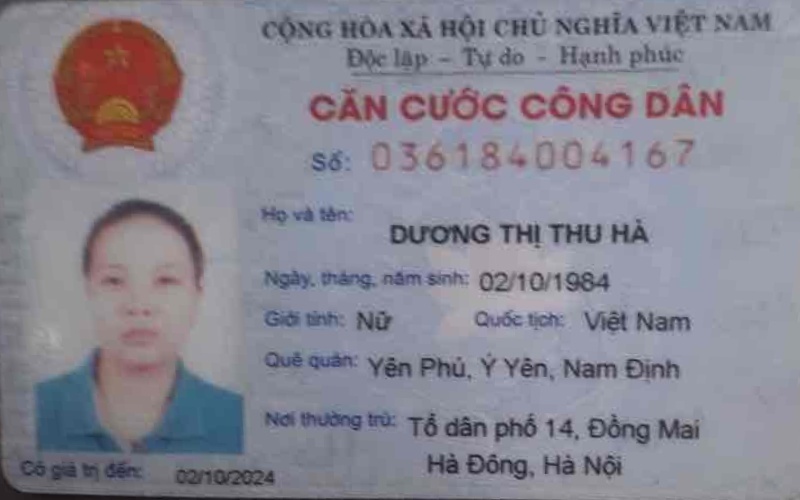 CỘNG HÒA XÃ HỘI CHỦ NGHĨA VIỆT NAM
Độc lập - Tự do - Hạnh phúc
CĂN CƯỚC CÔNG DÂN
Số: 036184004167
Họ và tên: DƯƠNG THỊ THU HÀ
Ngày, tháng, năm sinh: 02/10/1984
Giới tính: Nữ Quốc tịch: Việt Nam
Quê quán: Yên Phủ, Ý Yên, Nam Định
Nơi thường trú: Tổ dân phố 14, Đồng Mai
Hà Đông, Hà Nội
Có giá trị đến: 02/10/2024